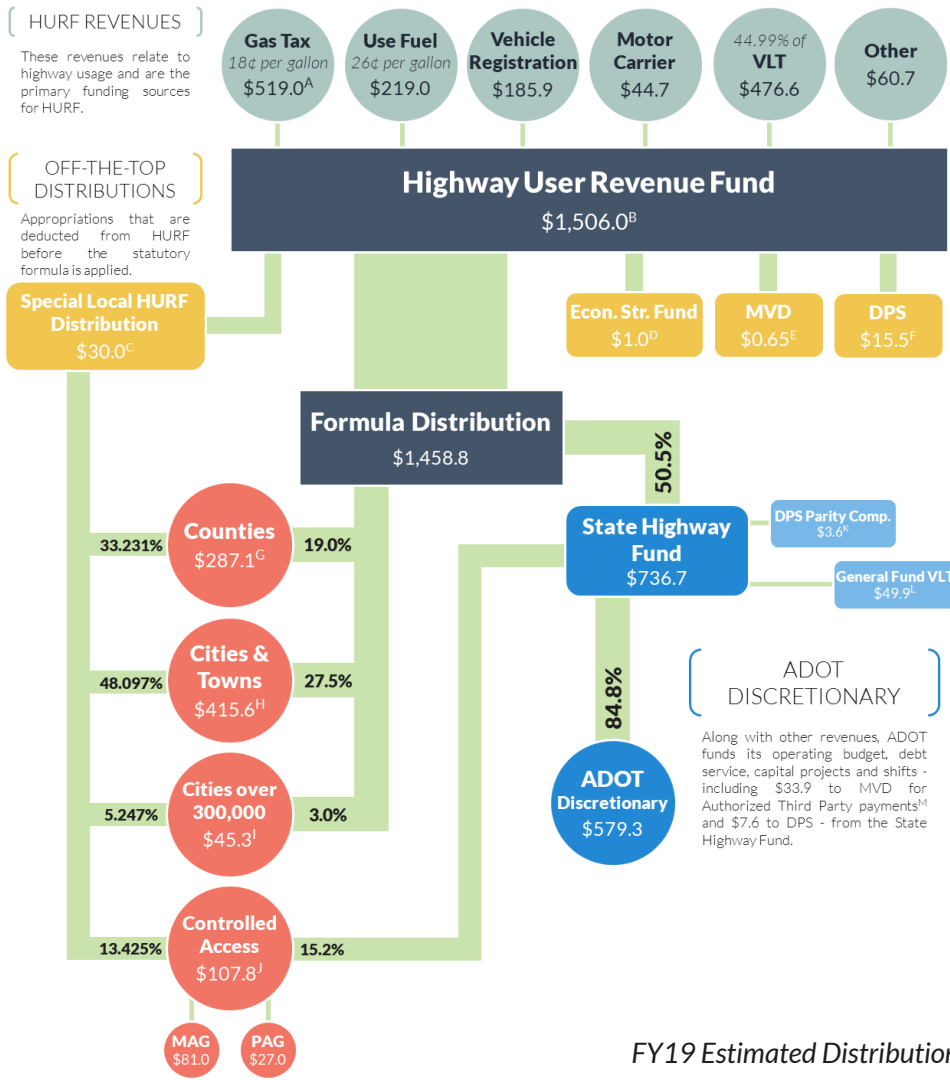 HURF REVENUES
These revenues relate to
highway usage and are the
primary funding sources
for HURF.
Gas Tax
18¢ per gallon
$519.0A
Use Fuel
26¢ per gallon
$219.0
Vehicle
Registration
$185.9
Motor
Carrier
$44.7
44.99% of
VLT
$476.6
Other
$60.7
OFF-THE-TOP
DISTRIBUTIONS
Appropriations that are
deducted from HURF
before the statutory
formula is applied.
Highway User Revenue Fund
$1,506.0B
Special Local HURF
Distribution
$30.0C
Econ. Str. Fund
$1.0D
MVD
$0.65E
DPS
$15.5F
Formula Distribution
$1,458.8
50.5%
State Highway
Fund
$736.7
DPS Parity Comp.
$3.6K
General Fund VLT
$49.9L
33.231%
Counties
$287.1G
19.0%
48.097%
Cities &
Towns
$415.6H
27.5%
5.247%
Cities over
300,000
$45.3I
3.0%
13.425%
Controlled
Access
$107.8J
15.2%
MAG
$81.0
PAG
$27.0
84.8%
ADOT
Discretionary
$579.3
ADOT
DISCRETIONARY
Along with other revenues, ADOT
funds its operating budget, debt
service, capital projects and shifts -
including $33.9 to MVD for
Authorized Third Party paymentsM
and $7.6 to DPS - from the State
Highway Fund.
FY19 Estimated Distribution